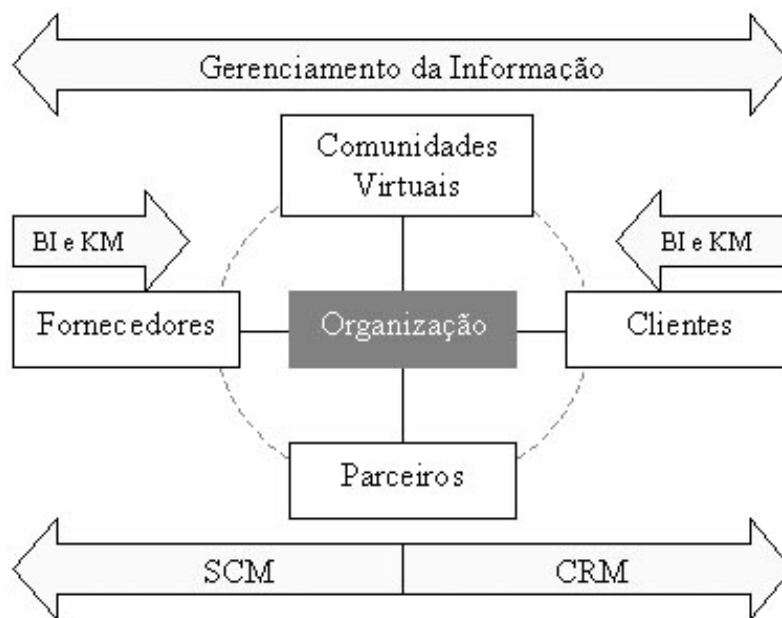 Gerenciamento da Informação
Comunidades
Virtuais
BI e KM
BI e KM
Fornecedores
Organização
Clientes
Parceiros
SCM
CRM